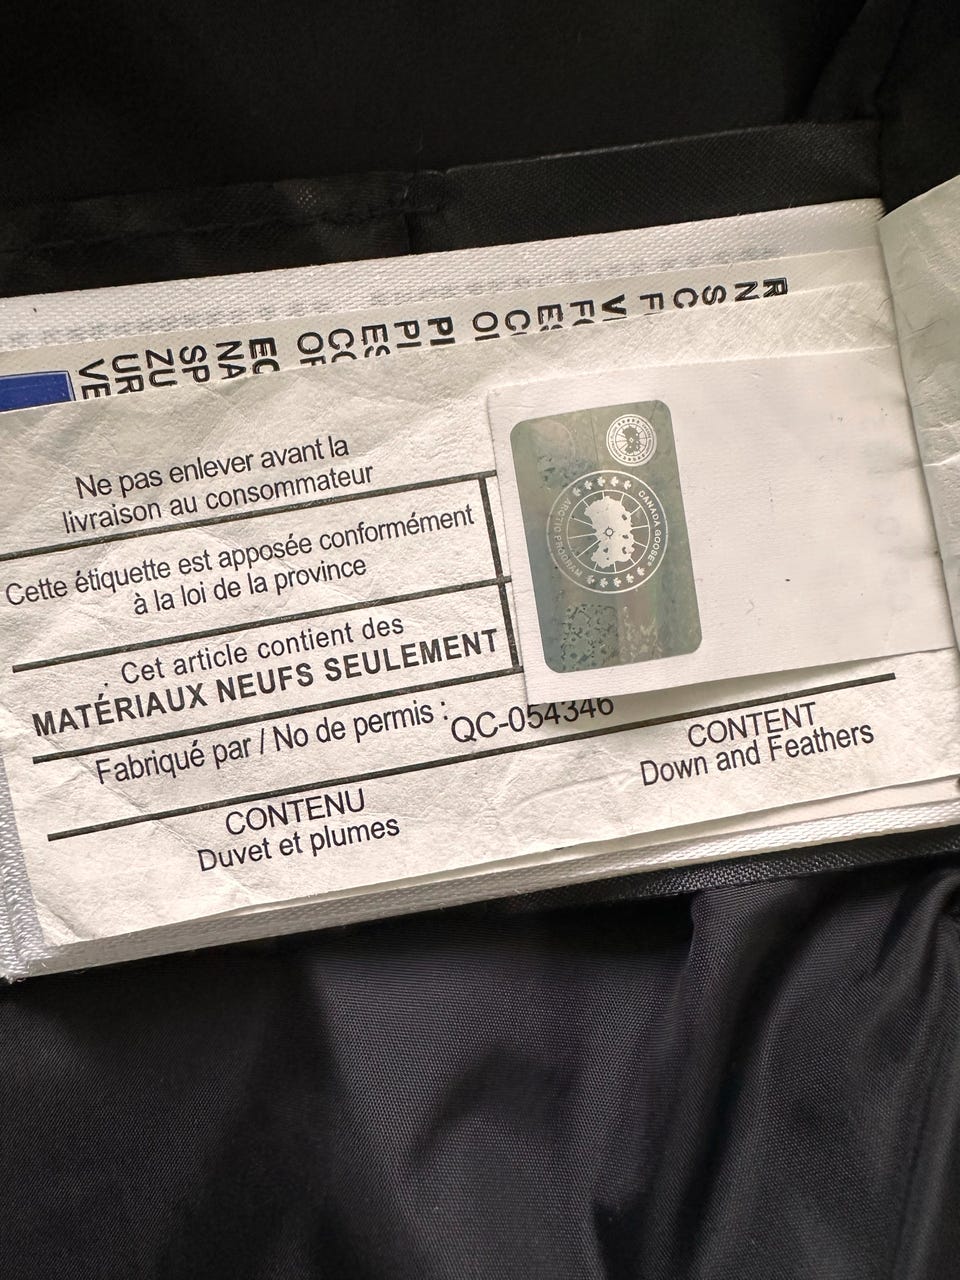 Ne pas enlever avant la
livraison au consommateur
Cette étiquette est apposée conformément
à la loi de la province
Cet article contient des
MATÉRIAUX NEUFS SEULEMENT
Fabriqué par / No de permis :
QC-054346
CONTENU
Duvet et plumes
CONTENT
Down and Feathers
CANADA GOOSE®
ARCTIC PROGRAM